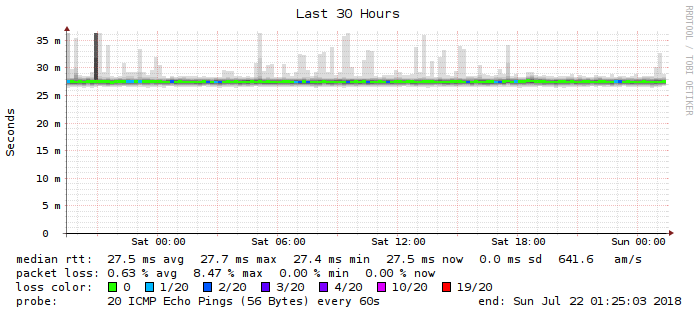 Last 30 Hours
RRDTOOL / TOBI OETIKER
Seconds
35 m
30 m
25 m
20 m
15 m
10 m
5 m
0
Sat 00:00 Sat 06:00 Sat 12:00 Sat 18:00 Sun 00:00
median rtt: 27.5 ms avg 27.7 ms max 27.4 ms min 27.5 ms now 0.0 ms sd 641.6 am/s
packet loss: 0.63 % avg 8.47 % max 0.00 % min 0.00 % now
loss color: 0 1/20 2/20 3/20 4/20 10/20 19/20
probe: 20 ICMP Echo Pings (56 Bytes) every 60s end: Sun Jul 22 01:25:03 2018